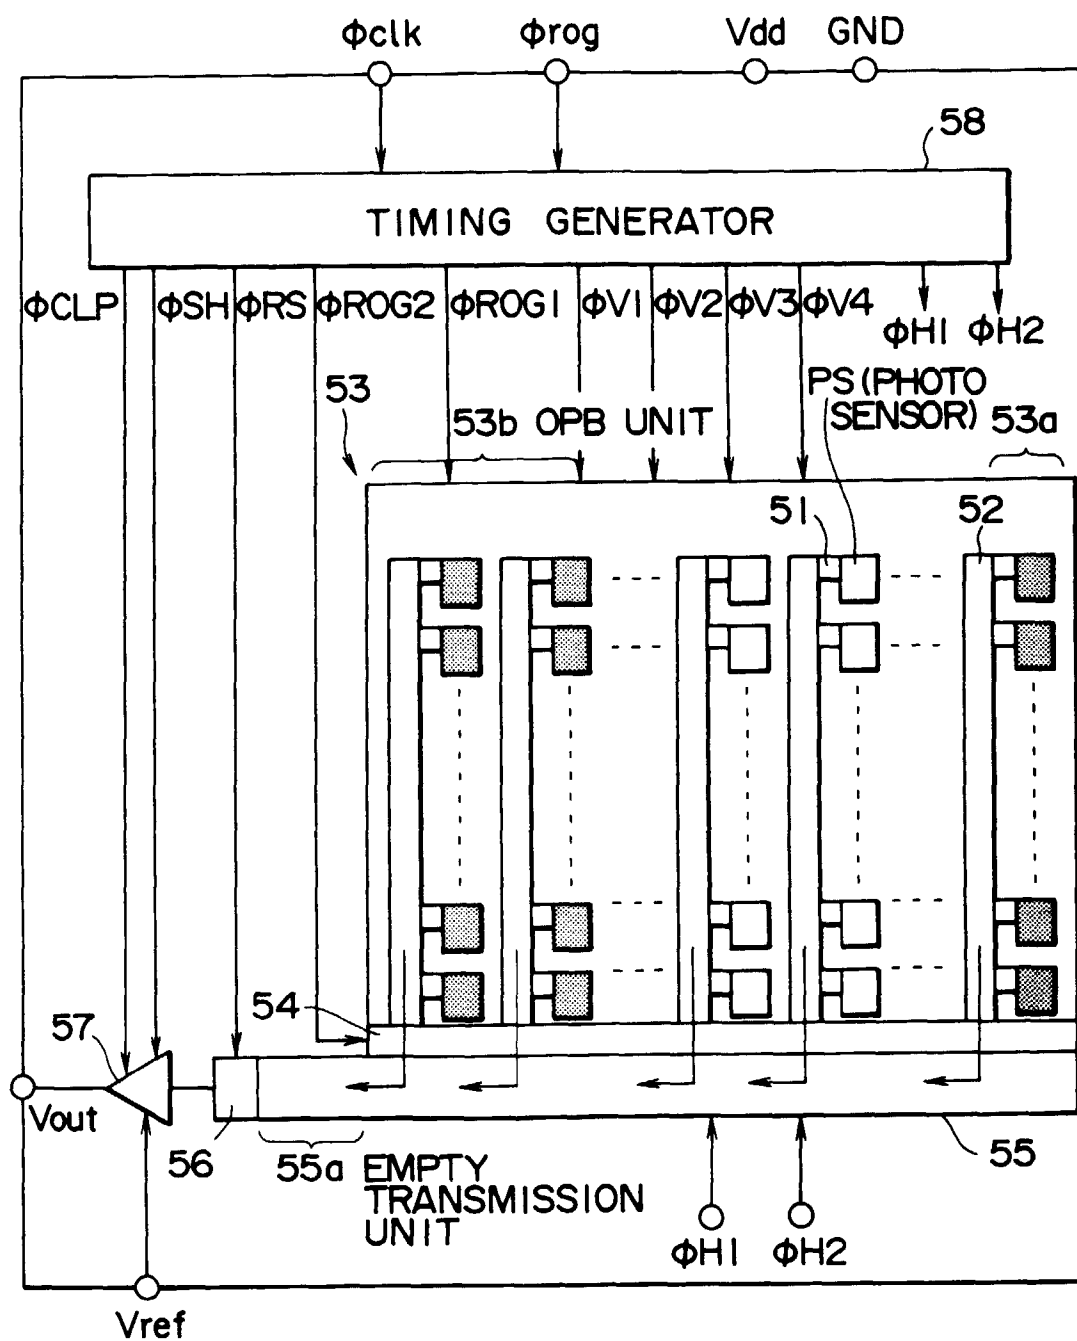 ϕclk ϕrog Vdd GND
58
TIMING GENERATOR
ϕCLP ϕSH ϕRS ϕROG2 ϕROG1 ϕV1 ϕV2 ϕV3 ϕV4
ϕH1 ϕH2
53
53b OPB UNIT
PS (PHOTO
SENSOR)
53a
51
52
54
57
Vout
56
55a EMPTY
TRANSMISSION
UNIT
55
ϕH1 ϕH2
Vref